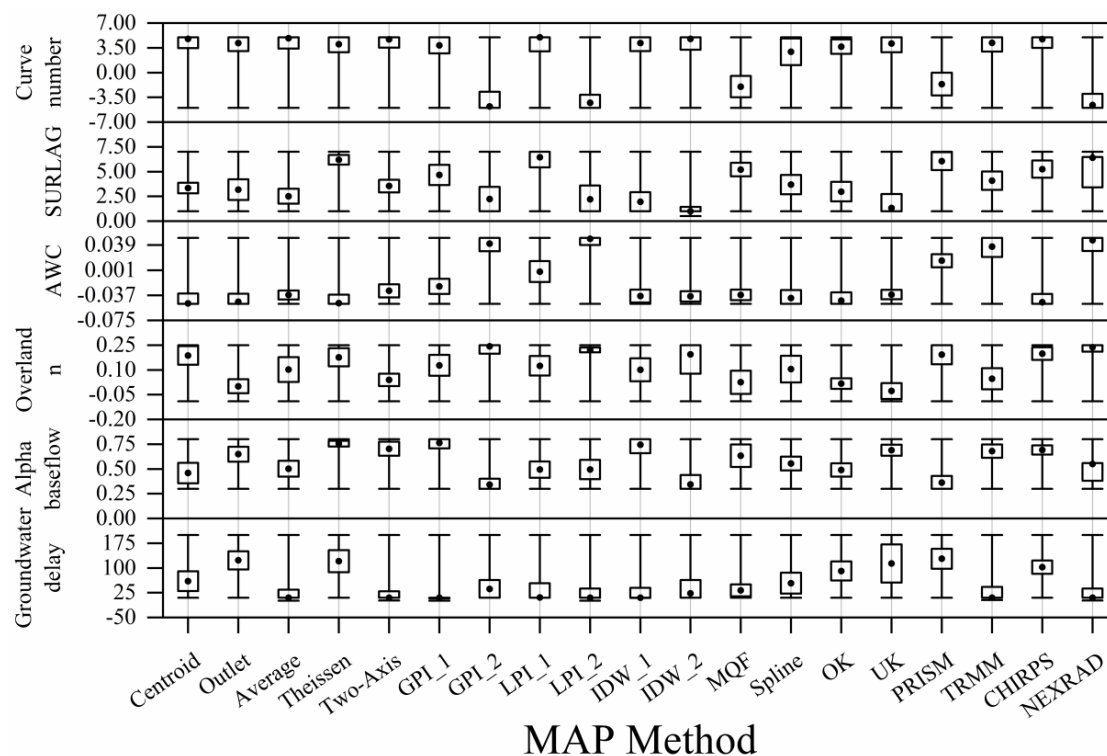 Curve number
7.00
3.50
0.00
-3.50
-7.00
SURLAG
7.50
5.00
2.50
0.00
AWC
0.039
0.001
-0.037
-0.075
Overland n
0.25
0.10
-0.05
-0.20
Alpha baseflow
0.75
0.50
0.25
0.00
Groundwater delay
175
100
25
-50
Centroid
Outlet
Average
Theissen
Two-Axis
GPI_1
GPI_2
LPI_1
LPI_2
IDW_1
IDW_2
MQF
Spline
OK
UK
PRISM
TRMM
CHIRPS
NEXRAD
MAP Method